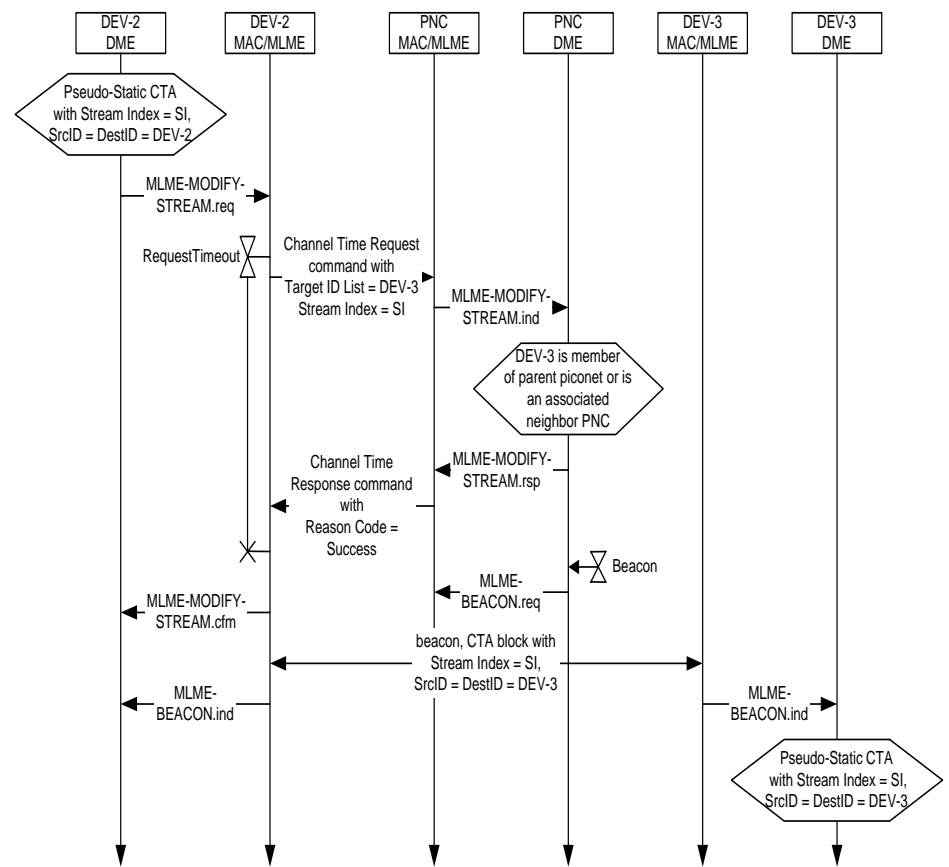 DEV-2
DME
DEV-2
MAC/MLME
PNC
MAC/MLME
PNC
DME
DEV-3
MAC/MLME
DEV-3
DME
Pseudo-Static CTA
with Stream Index = SI,
SrcID = DestID = DEV-2
MLME-MODIFY-
STREAM.req
RequestTimeout
Channel Time Request
command with
Target ID List = DEV-3
Stream Index = SI
MLME-MODIFY-
STREAM.ind
DEV-3 is member
of parent piconet or is
an associated
neighbor PNC
MLME-MODIFY-
STREAM.rsp
Channel Time
Response command
with
Reason Code =
Success
Beacon
MLME-
BEACON.req
MLME-MODIFY-
STREAM.cfm
beacon, CTA block with
Stream Index = SI,
SrcID = DestID = DEV-3
MLME-
BEACON.ind
MLME-
BEACON.ind
Pseudo-Static CTA
with Stream Index = SI,
SrcID = DestID = DEV-3